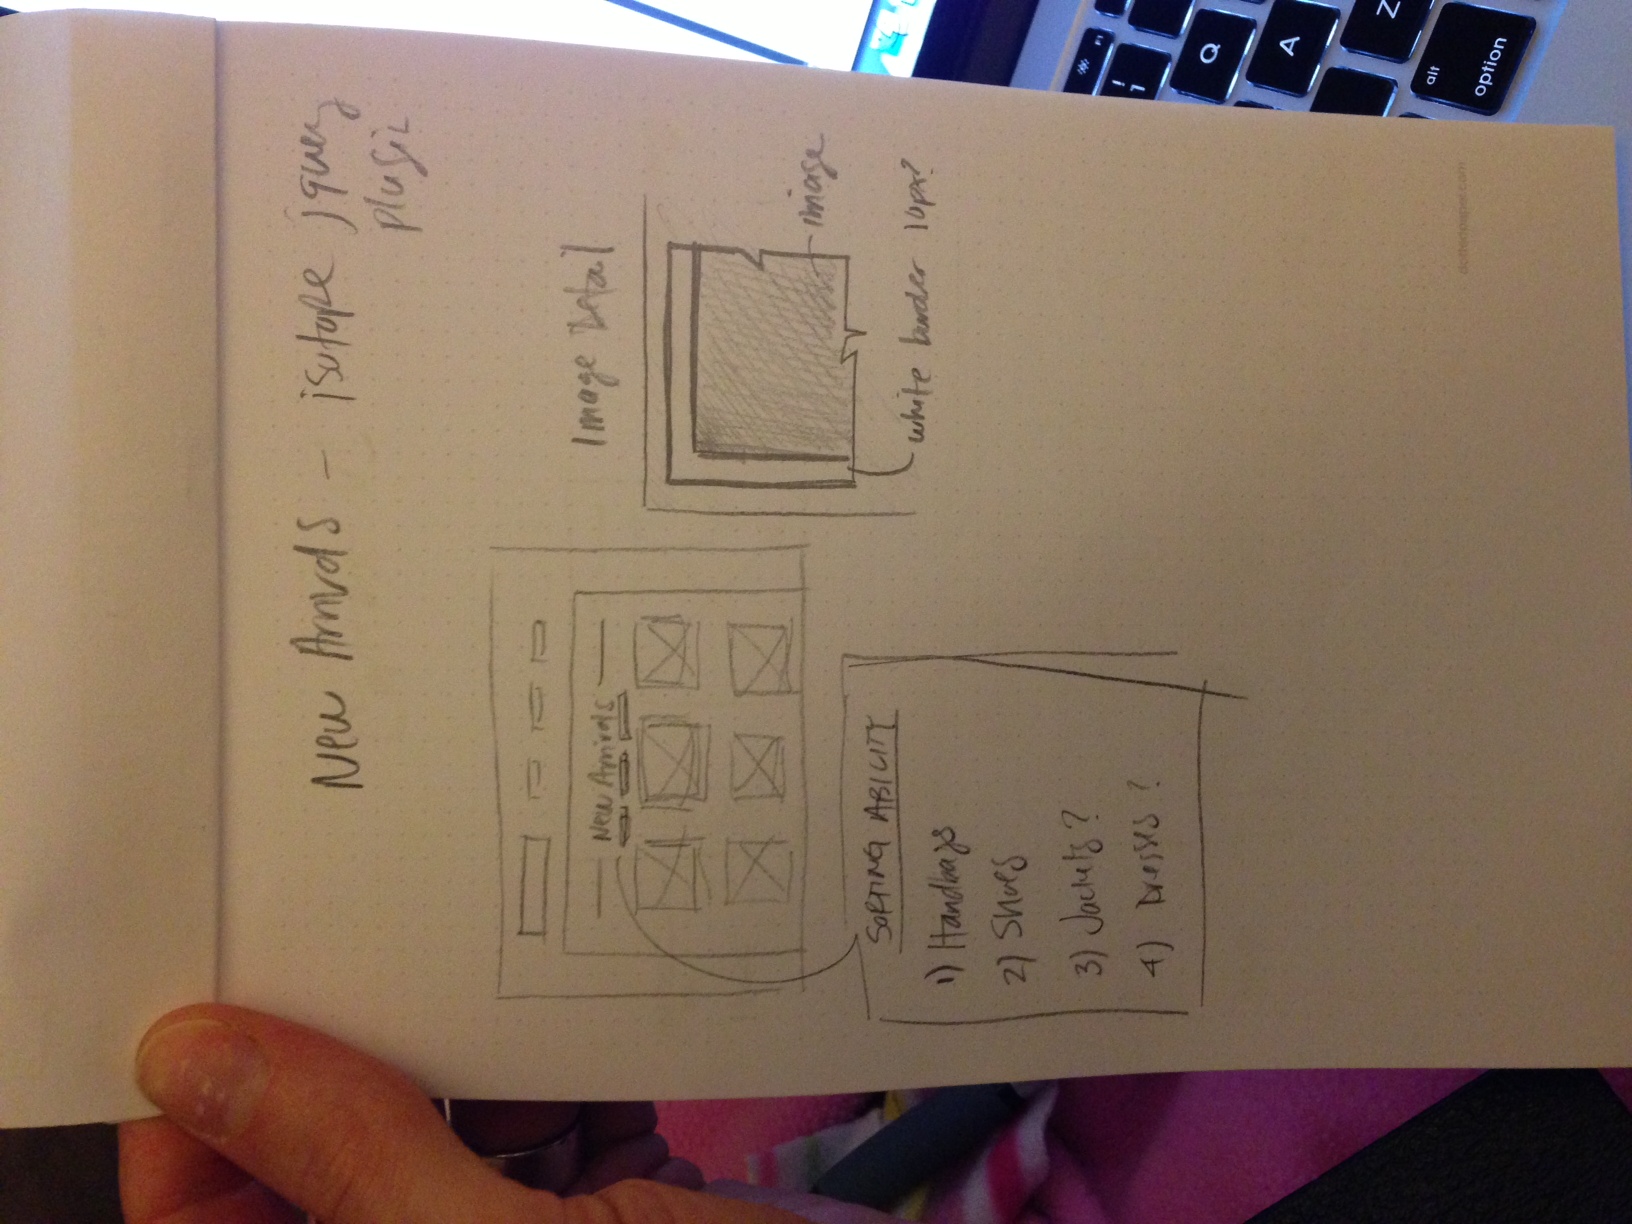 New Arrivals - isotope jquery
plugin
New Arrivals
Image Detail
image
white border 10px?
SORTING ABILITY
1) Handbags
2) Shoes
3) Jackets?
4) Dresses?
dottedpaper.com
!
1
Q
A
Z
alt
option
F1